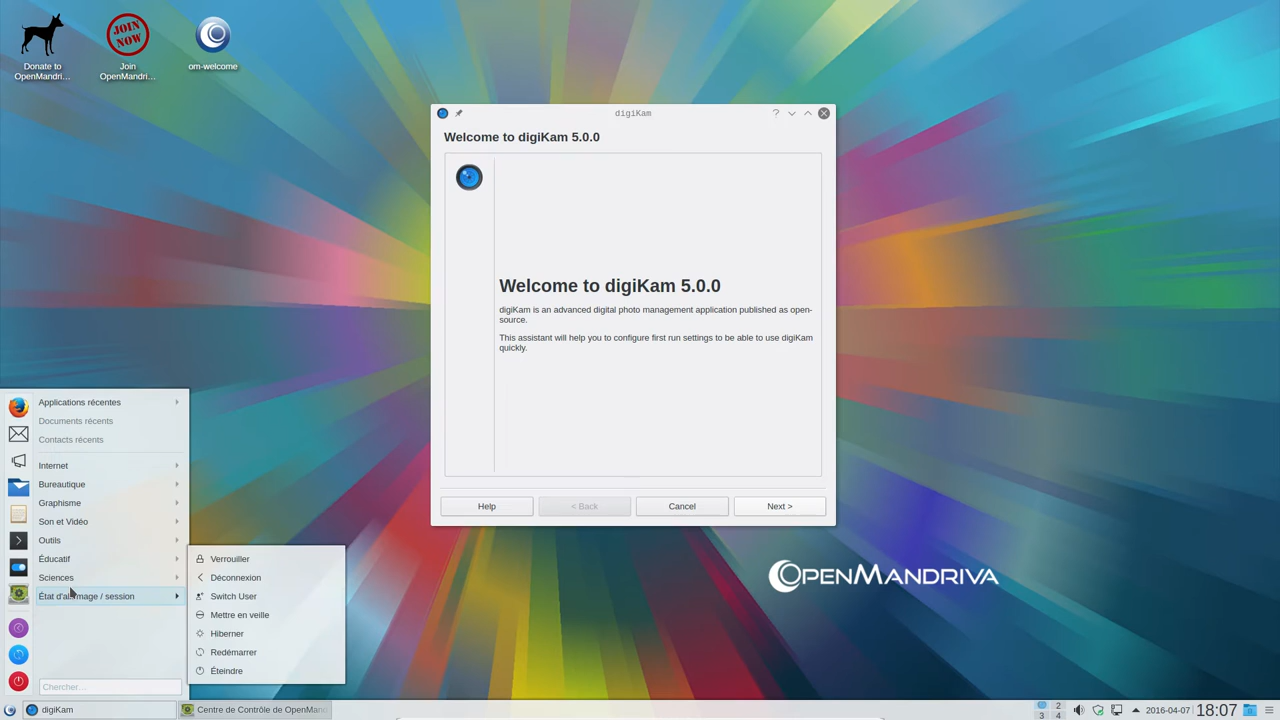 Donate to
OpenMandri...
Join
OpenMandri...
om-welcome
JOIN
NOW
digiKam
Welcome to digiKam 5.0.0
Welcome to digiKam 5.0.0
digiKam is an advanced digital photo management application published as open-
source.
This assistant will help you to configure first run settings to be able to use digiKam
quickly.
Help
< Back
Cancel
Next >
Applications récentes
Documents récents
Contacts récents
Internet
Bureautique
Graphisme
Son et Vidéo
Outils
Éducatif
Sciences
État d'allumage / session
Chercher...
Verrouiller
Déconnexion
Switch User
Mettre en veille
Hiberner
Redémarrer
Éteindre
OPENMANDRIVA
digiKam
Centre de Contrôle de OpenMand
2
3 4
2016-04-07
18:07